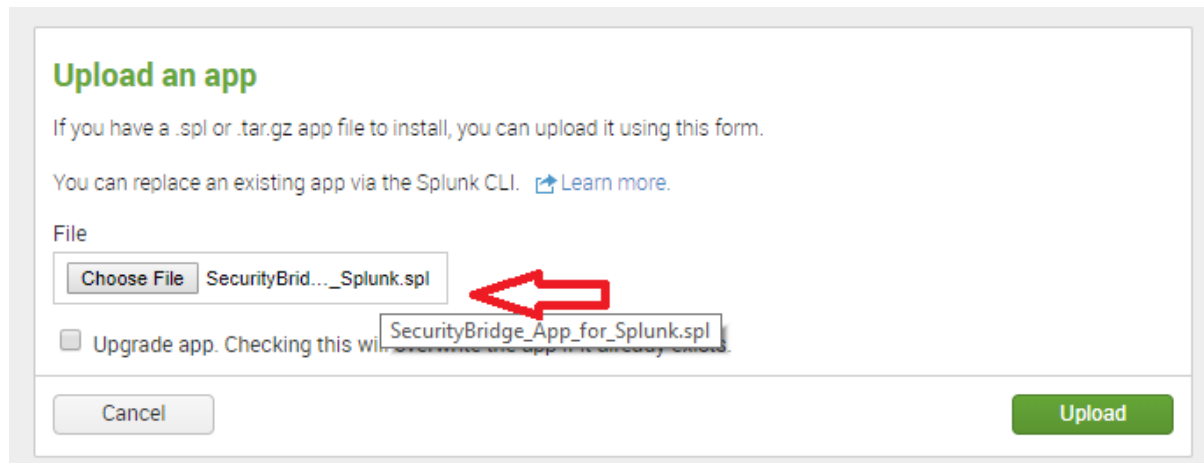 Upload an app
If you have a .spl or .tar.gz app file to install, you can upload it using this form.
You can replace an existing app via the Splunk CLI. Learn more.
File
Choose File SecurityBrid..._Splunk.spl
SecurityBridge_App_for_Splunk.spl
Upgrade app. Checking this will overwrite the app if it already exists.
Cancel Upload